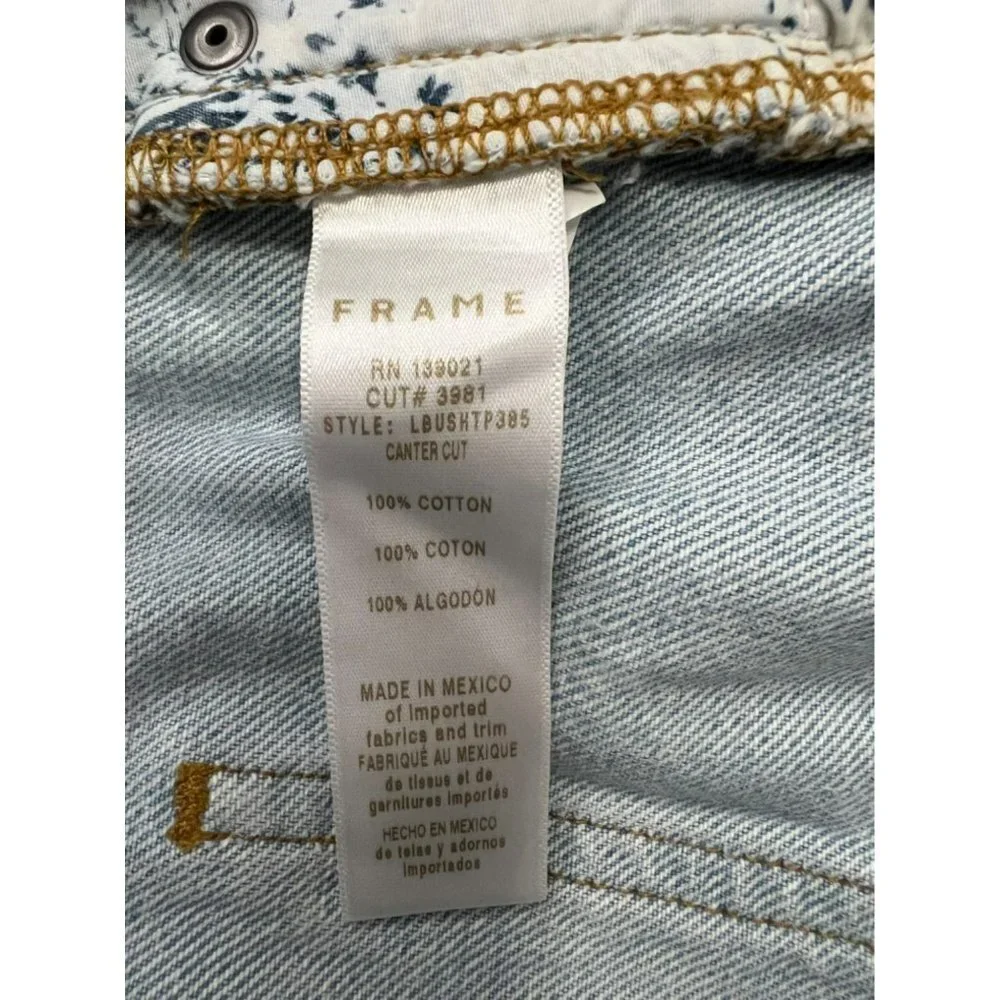 FRAME
RN 139021
CUT# 3981
STYLE: LBUSHTP385
CANTER CUT
100% COTTON
100% COTON
100% ALGODÓN
MADE IN MEXICO
of imported
fabrics and trim
FABRIQUÉ AU MEXIQUE
de tissus et de
garnitures importés
HECHO EN MEXICO
de telas y adornos
importados